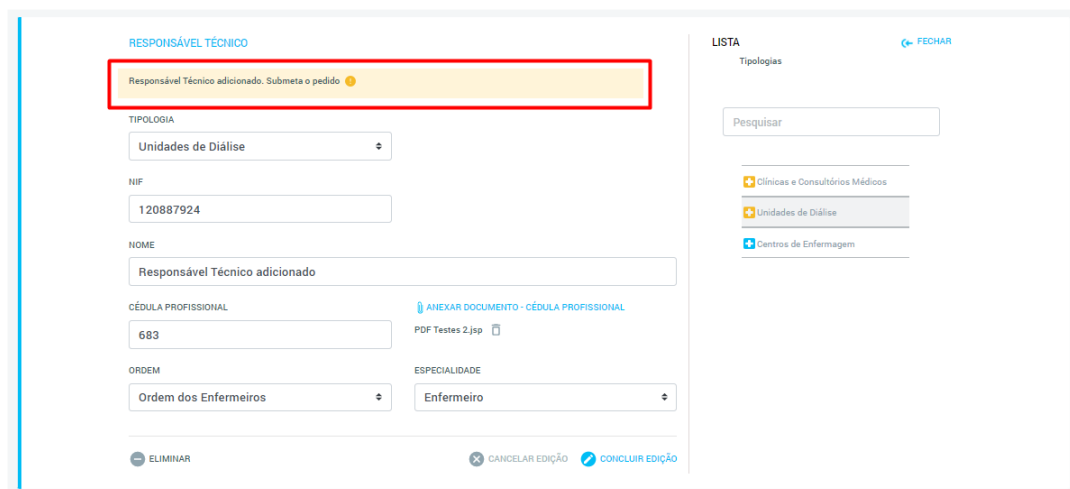 RESPONSÁVEL TÉCNICO
Responsável Técnico adicionado. Submeta o pedido
TIPOLOGIA
Unidades de Diálise
NIF
120887924
NOME
Responsável Técnico adicionado
CÉDULA PROFISSIONAL
683
ANEXAR DOCUMENTO - CÉDULA PROFISSIONAL
PDF Testes 2.jsp
ORDEM
Ordem dos Enfermeiros
ESPECIALIDADE
Enfermeiro
ELIMINAR
CANCELAR EDIÇÃO
CONCLUIR EDIÇÃO
LISTA
FECHAR
Tipologias
Pesquisar
Clínicas e Consultórios Médicos
Unidades de Diálise
Centros de Enfermagem